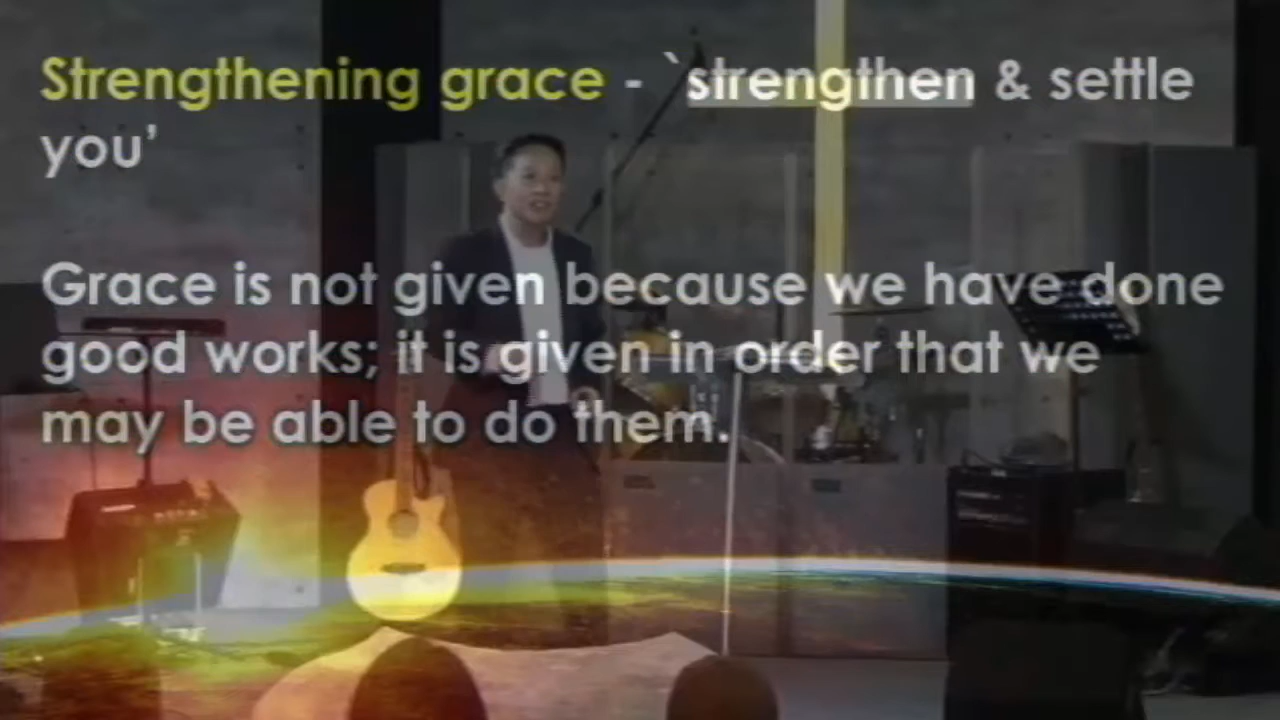 Strengthening grace - `strengthen & settle
you’
Grace is not given because we have done
good works; it is given in order that we
may be able to do them.